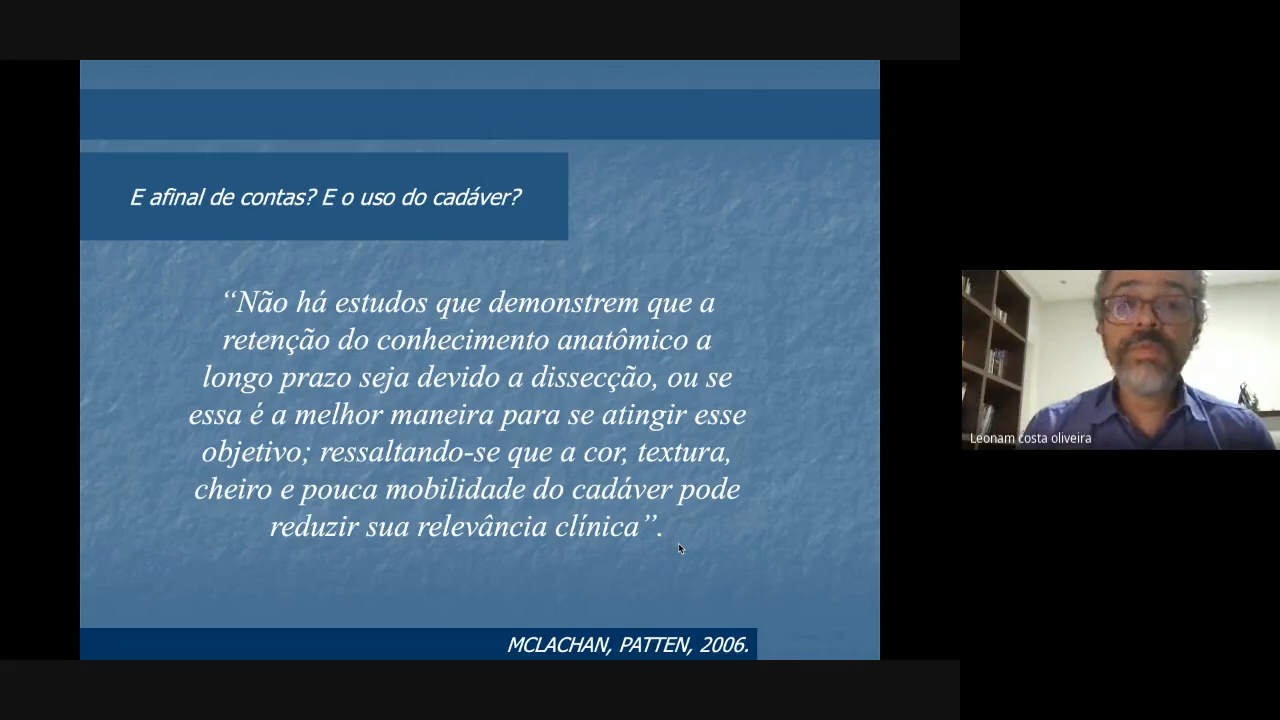 E afinal de contas? E o uso do cadáver?
“Não há estudos que demonstrem que a
retenção do conhecimento anatômico a
longo prazo seja devido a dissecção, ou se
essa é a melhor maneira para se atingir esse
objetivo; ressaltando-se que a cor, textura,
cheiro e pouca mobilidade do cadáver pode
reduzir sua relevância clínica”.
MCLACHAN, PATTEN, 2006.
Leonam costa oliveira